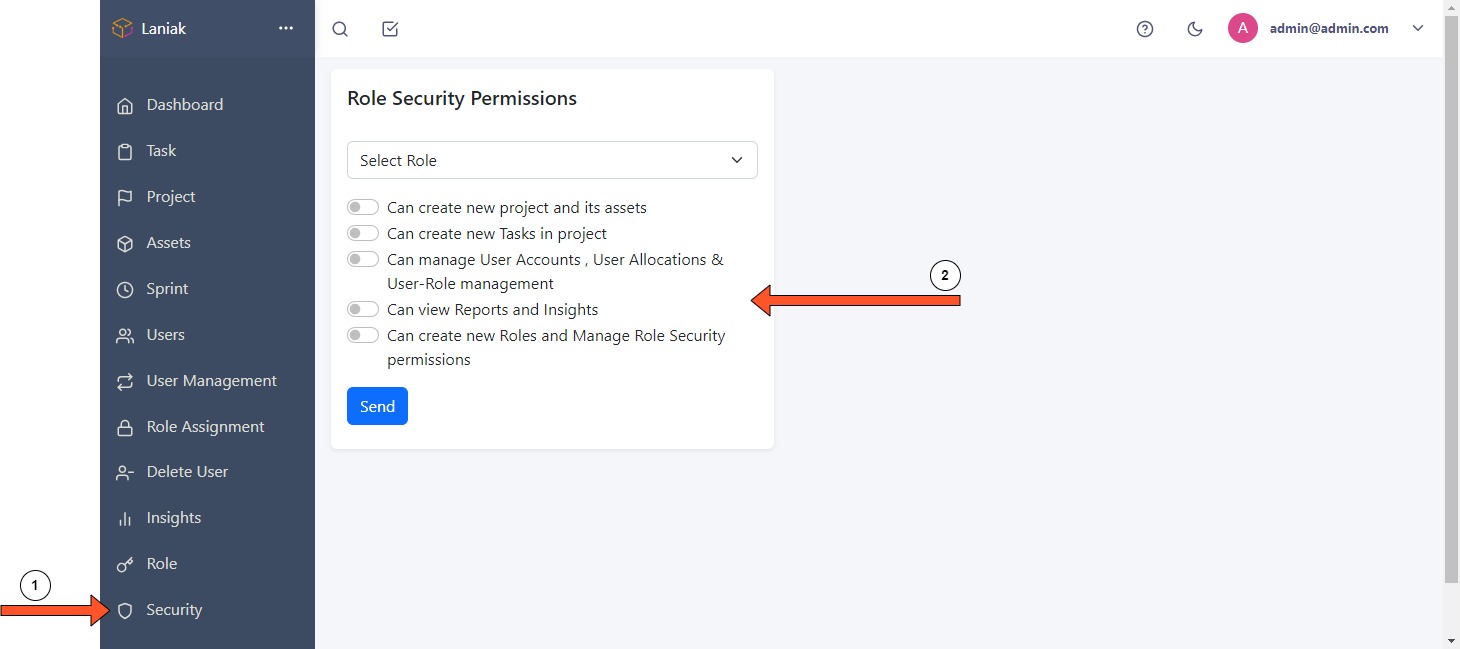 Laniak
Dashboard
Task
Project
Assets
Sprint
Users
User Management
Role Assignment
Delete User
Insights
Role
1
Security
A
admin@admin.com
Role Security Permissions
Select Role
Can create new project and its assets
Can create new Tasks in project
Can manage User Accounts , User Allocations &
User-Role management
Can view Reports and Insights
Can create new Roles and Manage Role Security
permissions
Send
2